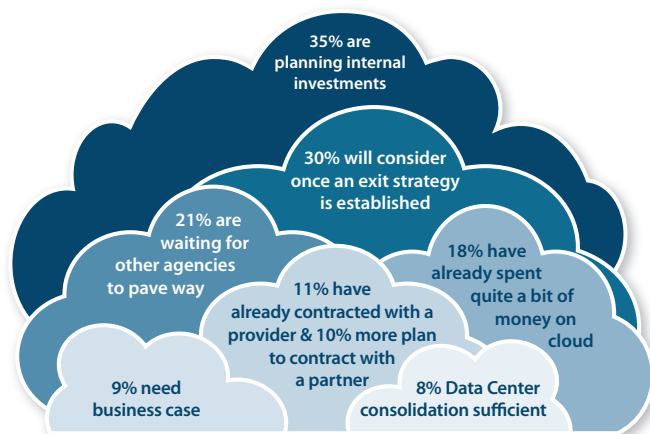 35% are
planning internal
investments
30% will consider
once an exit strategy
is established
21% are
waiting for
other agencies
to pave way
18% have
already spent
quite a bit of
money on
cloud
11% have
already contracted with a
provider & 10% more plan
to contract with
a partner
9% need
business case
8% Data Center
consolidation sufficient